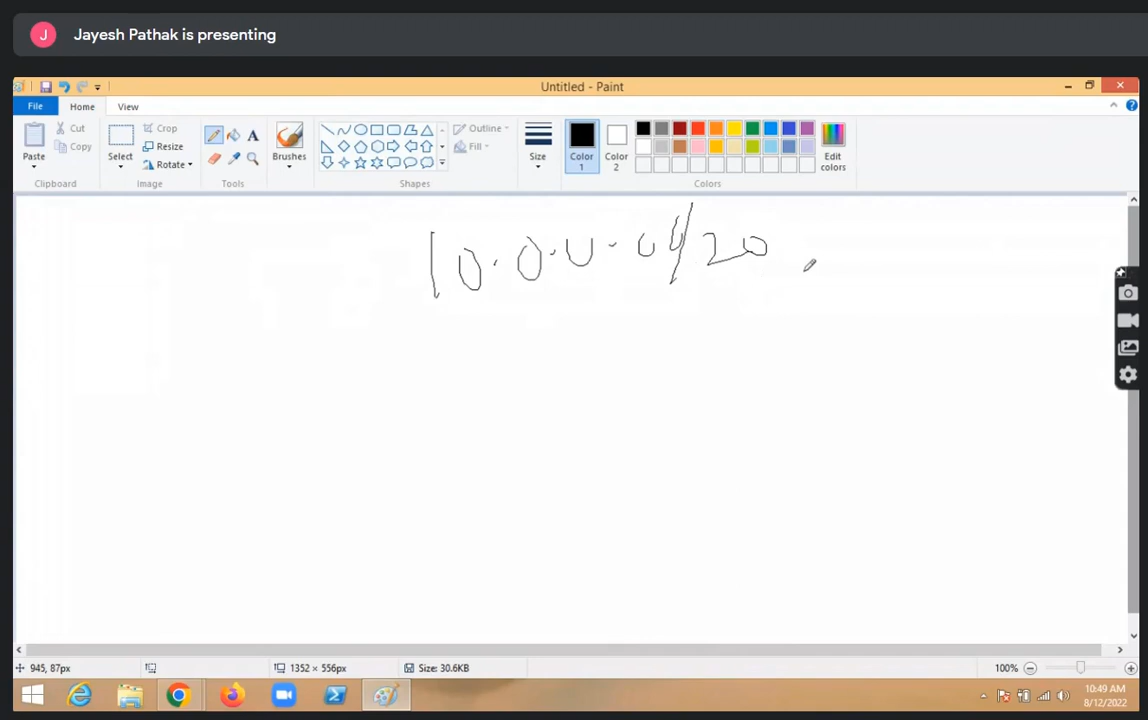 J Jayesh Pathak is presenting
Untitled - Paint
File Home View
Paste Cut Copy Clipboard
Select Crop Resize Rotate Image
Tools
Brushes
Outline Fill Shapes
Size
Color 1
Color 2
Edit colors
Colors
10.0.0.0/20
945, 87px 1352 × 556px Size: 30.6KB 100%
10:49 AM
8/12/2022